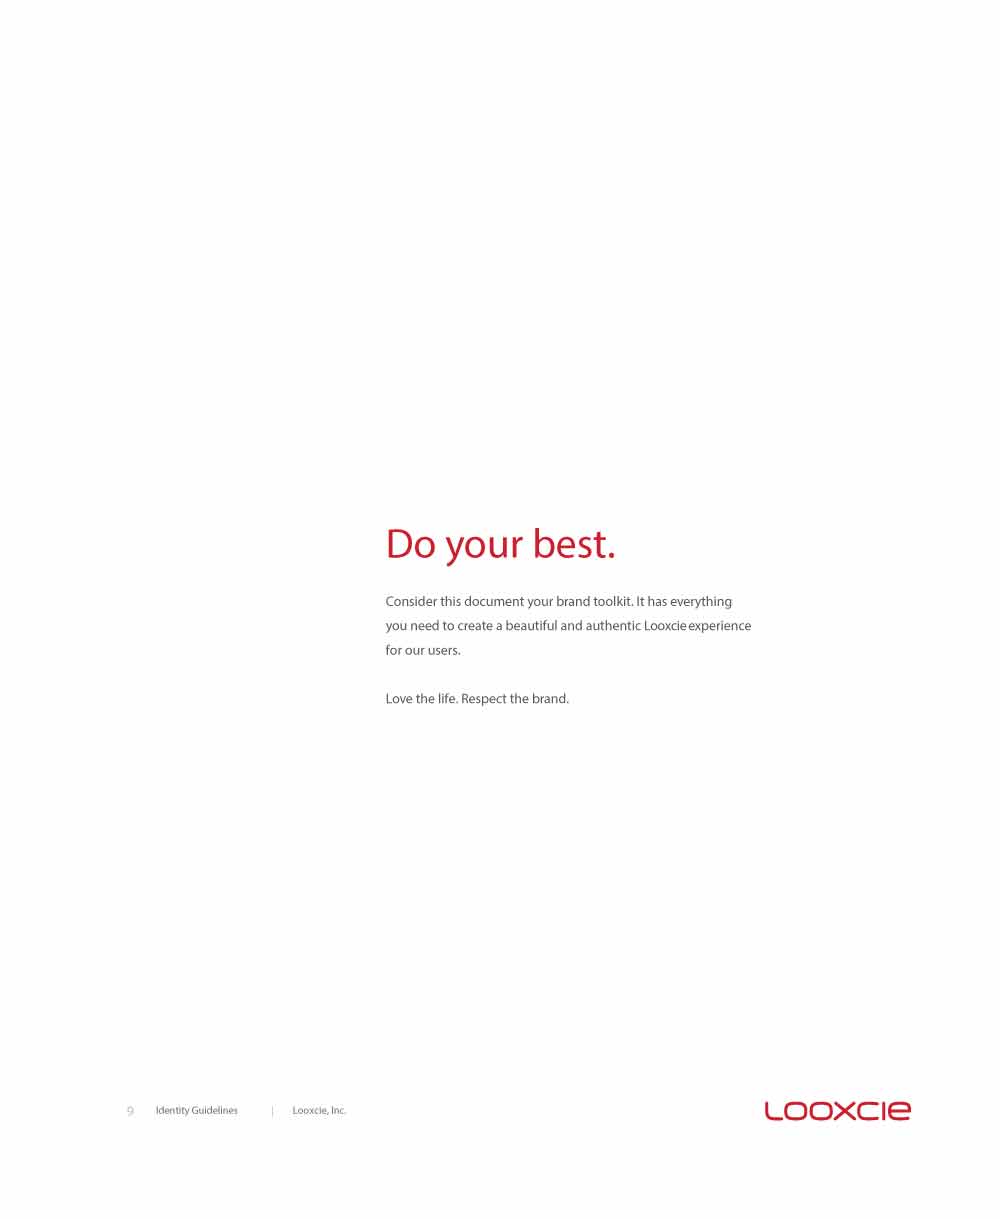 Do your best.
Consider this document your brand toolkit. It has everything
you need to create a beautiful and authentic Looxcie experience
for our users.
Love the life. Respect the brand.
9 Identity Guidelines | Looxcie, Inc.
LOOXCIE